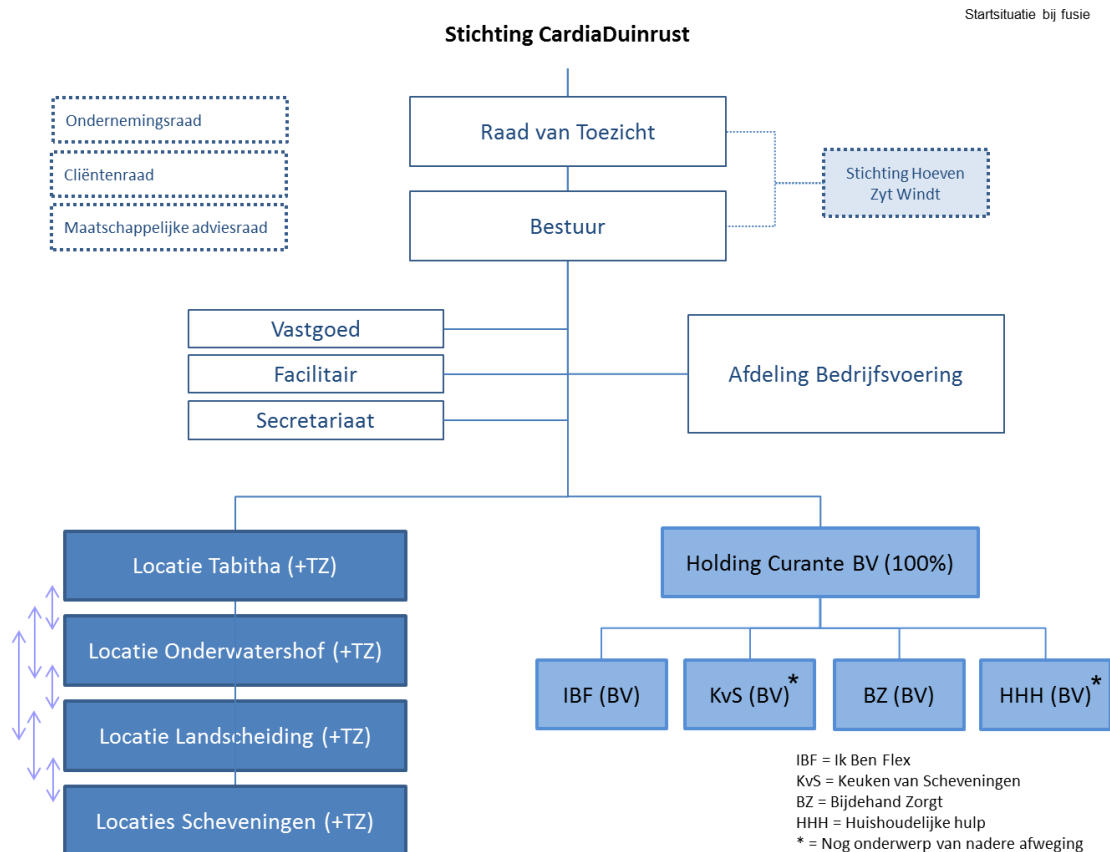 Startsituatie bij fusie
Stichting CardiaDuinrust
Ondernemingsraad
Cliëntenraad
Maatschappelijke adviesraad
Raad van Toezicht
Bestuur
Stichting Hoeven
Zyt Windt
Vastgoed
Facilitair
Secretariaat
Afdeling Bedrijfsvoering
Locatie Tabitha (+TZ)
Locatie Onderwatershof (+TZ)
Locatie Landscheiding (+TZ)
Locaties Scheveningen (+TZ)
Holding Curante BV (100%)
IBF (BV)
KvS (BV)*
BZ (BV)
HHH (BV)*
IBF = Ik Ben Flex
KvS = Keuken van Scheveningen
BZ = Bijdehand Zorgt
HHH = Huishoudelijke hulp
* = Nog onderwerp van nadere afweging